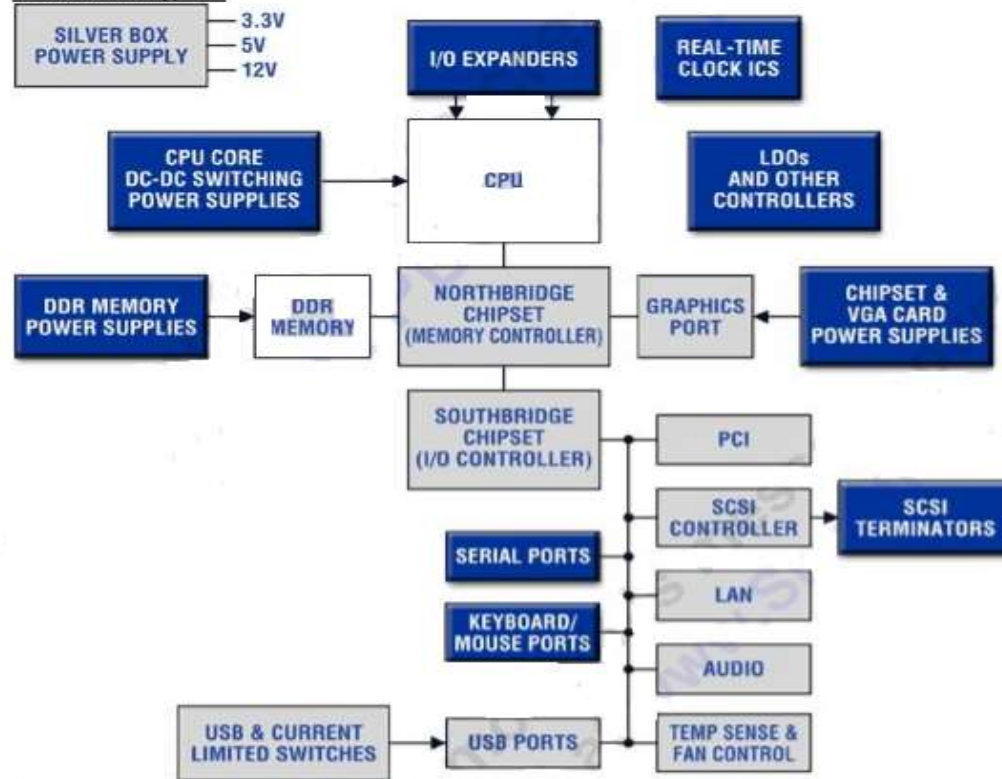 SILVER BOX
POWER SUPPLY
3.3V
5V
12V
I/O EXPANDERS
REAL-TIME
CLOCK ICS
CPU CORE
DC-DC SWITCHING
POWER SUPPLIES
CPU
LDOs
AND OTHER
CONTROLLERS
DDR MEMORY
POWER SUPPLIES
DDR
MEMORY
NORTHBRIDGE
CHIPSET
(MEMORY CONTROLLER)
GRAPHICS
PORT
CHIPSET &
VGA CARD
POWER SUPPLIES
SOUTHBRIDGE
CHIPSET
(I/O CONTROLLER)
PCI
SCSI
CONTROLLER
SCSI
TERMINATORS
SERIAL PORTS
LAN
KEYBOARD/
MOUSE PORTS
AUDIO
USB & CURRENT
LIMITED SWITCHES
USB PORTS
TEMP SENSE &
FAN CONTROL